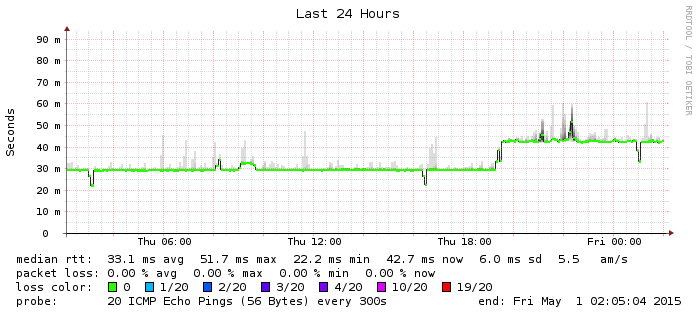 Last 24 Hours
RRDTOOL / TOBI OETIKER
Seconds
90 m
80 m
70 m
60 m
50 m
40 m
30 m
20 m
10 m
0
Thu 06:00 Thu 12:00 Thu 18:00 Fri 00:00
median rtt: 33.1 ms avg 51.7 ms max 22.2 ms min 42.7 ms now 6.0 ms sd 5.5 am/s
packet loss: 0.00 % avg 0.00 % max 0.00 % min 0.00 % now
loss color: 0 1/20 2/20 3/20 4/20 10/20 19/20
probe: 20 ICMP Echo Pings (56 Bytes) every 300s end: Fri May 1 02:05:04 2015